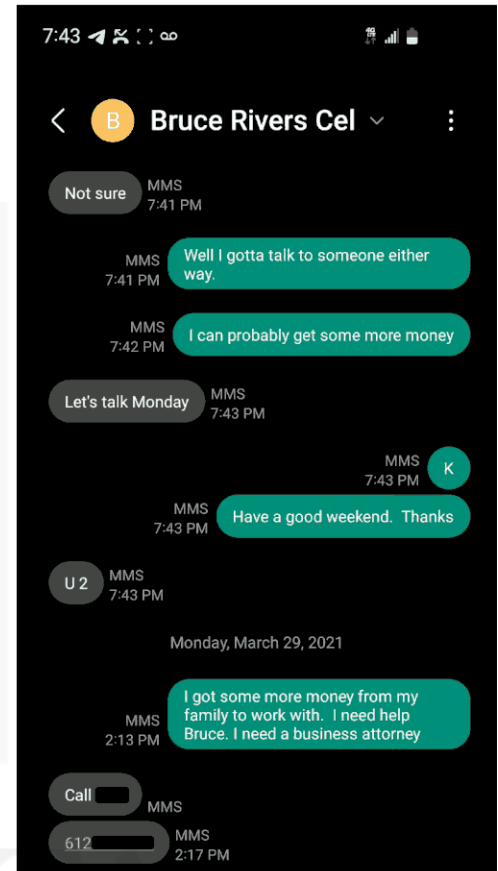 7:43
4G
B Bruce Rivers Cel
Not sure
MMS
7:41 PM
Well I gotta talk to someone either
way.
MMS
7:41 PM
I can probably get some more money
MMS
7:42 PM
Let's talk Monday
MMS
7:43 PM
K
MMS
7:43 PM
Have a good weekend.  Thanks
MMS
7:43 PM
U 2
MMS
7:43 PM
Monday, March 29, 2021
I got some more money from my
family to work with.  I need help
Bruce. I need a business attorney
MMS
2:13 PM
Call
MMS
612
MMS
2:17 PM